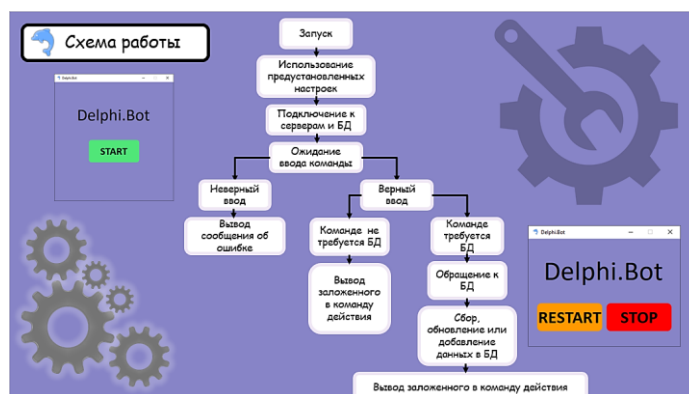 Схема работы
Запуск
Использование
предустановленных
настроек
Подключение к
серверам и БД
Ожидание
ввода команды
Неверный
ввод
Верный
ввод
Вывод
сообщения об
ошибке
Команде не
требуется БД
Команде
требуется
БД
Вывод
заложенного
в команду
действия
Обращение к
БД
Сбор,
обновление или
добавление
данных в БД
Вывод заложенного в команду действия
Delphi.Bot
START
Delphi.Bot
Delphi.Bot
RESTART
STOP